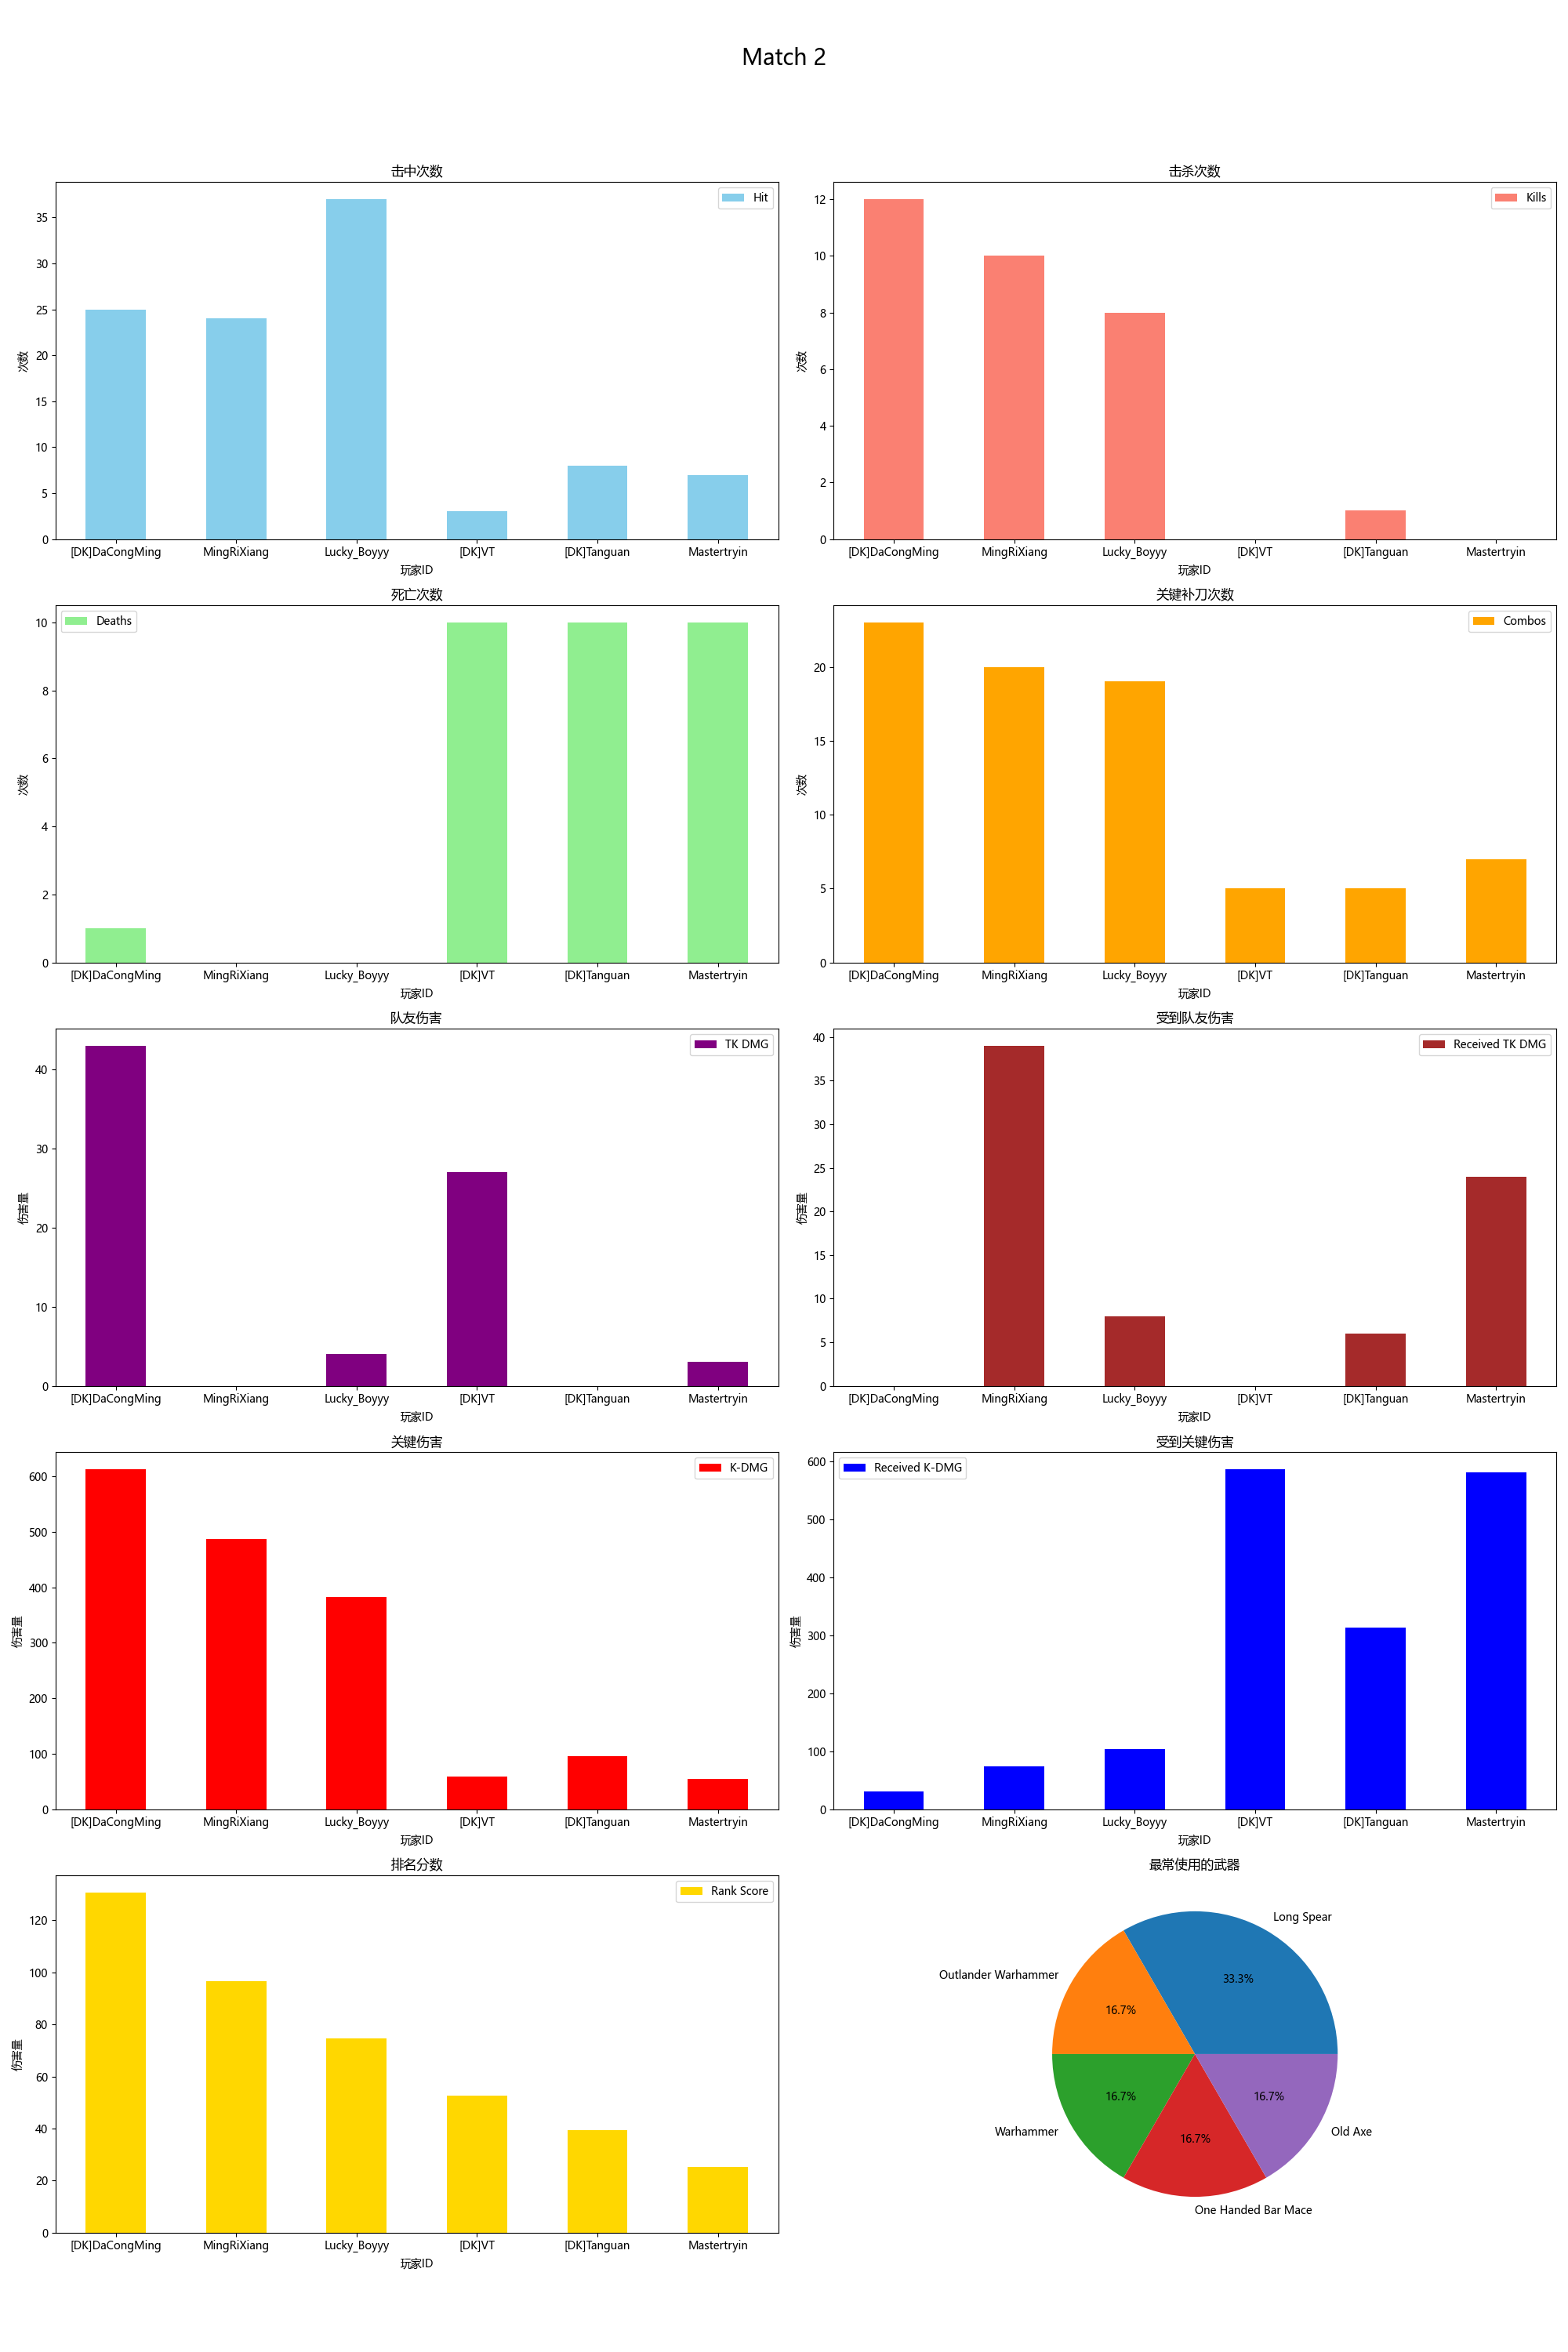 Match 2
击中次数
Hit
35
30
25
20
15
10
5
0
次数
[DK]DaCongMing MingRiXiang Lucky_Boyyy [DK]VT [DK]Tanguan Mastertryin
玩家ID
击杀次数
Kills
12
10
8
6
4
2
0
次数
[DK]DaCongMing MingRiXiang Lucky_Boyyy [DK]VT [DK]Tanguan Mastertryin
玩家ID
死亡次数
Deaths
10
8
6
4
2
0
次数
[DK]DaCongMing MingRiXiang Lucky_Boyyy [DK]VT [DK]Tanguan Mastertryin
玩家ID
关键补刀次数
Combos
20
15
10
5
0
次数
[DK]DaCongMing MingRiXiang Lucky_Boyyy [DK]VT [DK]Tanguan Mastertryin
玩家ID
队友伤害
TK DMG
40
30
20
10
0
伤害量
[DK]DaCongMing MingRiXiang Lucky_Boyyy [DK]VT [DK]Tanguan Mastertryin
玩家ID
受到队友伤害
Received TK DMG
40
35
30
25
20
15
10
5
0
伤害量
[DK]DaCongMing MingRiXiang Lucky_Boyyy [DK]VT [DK]Tanguan Mastertryin
玩家ID
关键伤害
K-DMG
600
500
400
300
200
100
0
伤害量
[DK]DaCongMing MingRiXiang Lucky_Boyyy [DK]VT [DK]Tanguan Mastertryin
玩家ID
受到关键伤害
Received K-DMG
600
500
400
300
200
100
0
伤害量
[DK]DaCongMing MingRiXiang Lucky_Boyyy [DK]VT [DK]Tanguan Mastertryin
玩家ID
排名分数
Rank Score
120
100
80
60
40
20
0
伤害量
[DK]DaCongMing MingRiXiang Lucky_Boyyy [DK]VT [DK]Tanguan Mastertryin
玩家ID
最常使用的武器
Long Spear
33.3%
Outlander Warhammer
16.7%
Warhammer
16.7%
One Handed Bar Mace
16.7%
Old Axe
16.7%